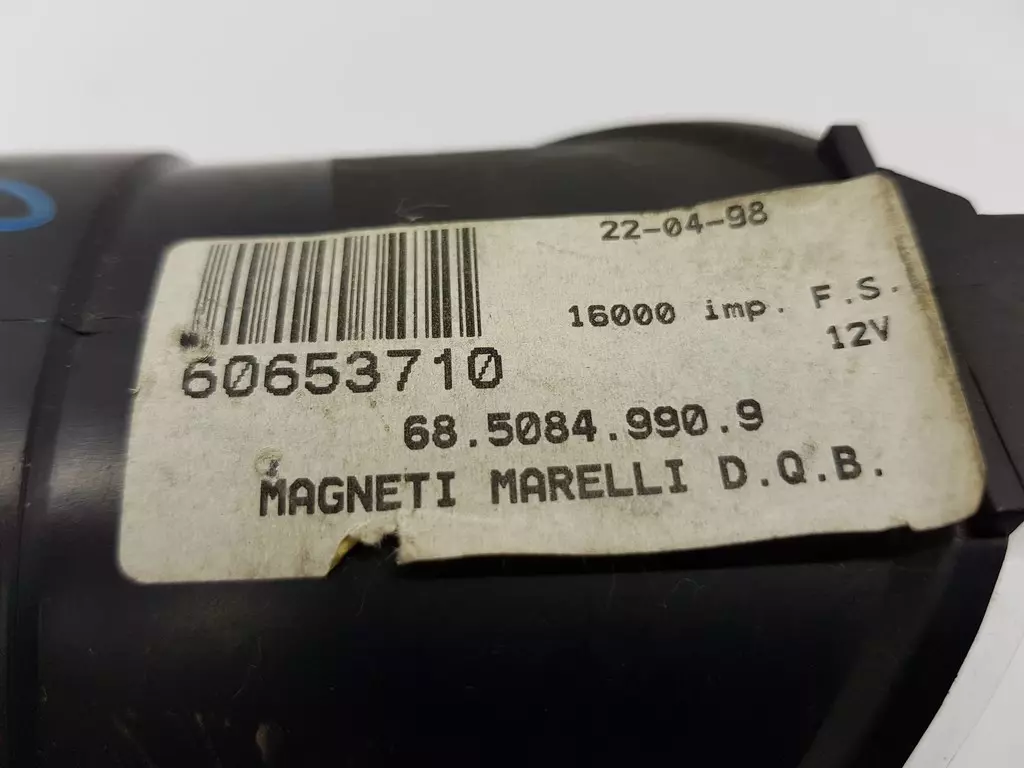 22-04-98
16000 imp. F.S.
12V
60653710
68.5084.990.9
MAGNETI MARELLI D.Q.B.